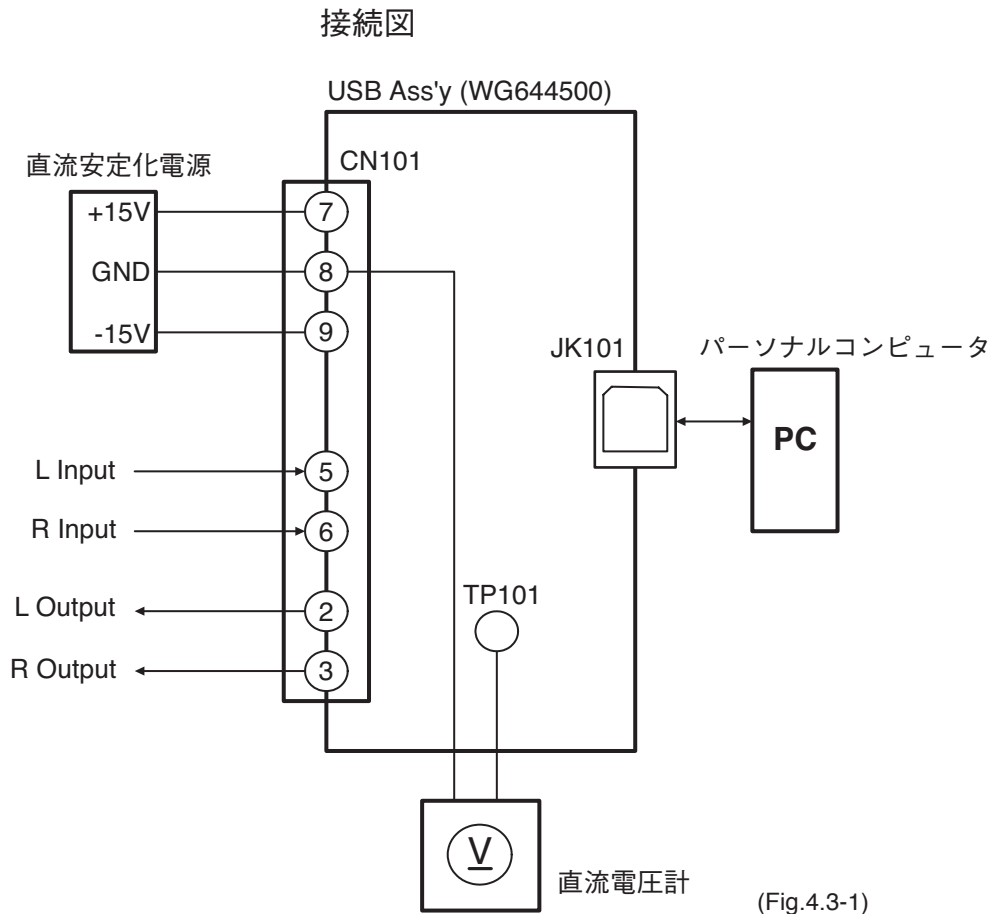 接続図
USB Ass'y (WG644500)
直流安定化電源
CN101
+15V
7
GND
8
-15V
9
JK101
パーソナルコンピュータ
PC
L Input
5
R Input
6
L Output
2
TP101
R Output
3
V
直流電圧計
(Fig.4.3-1)